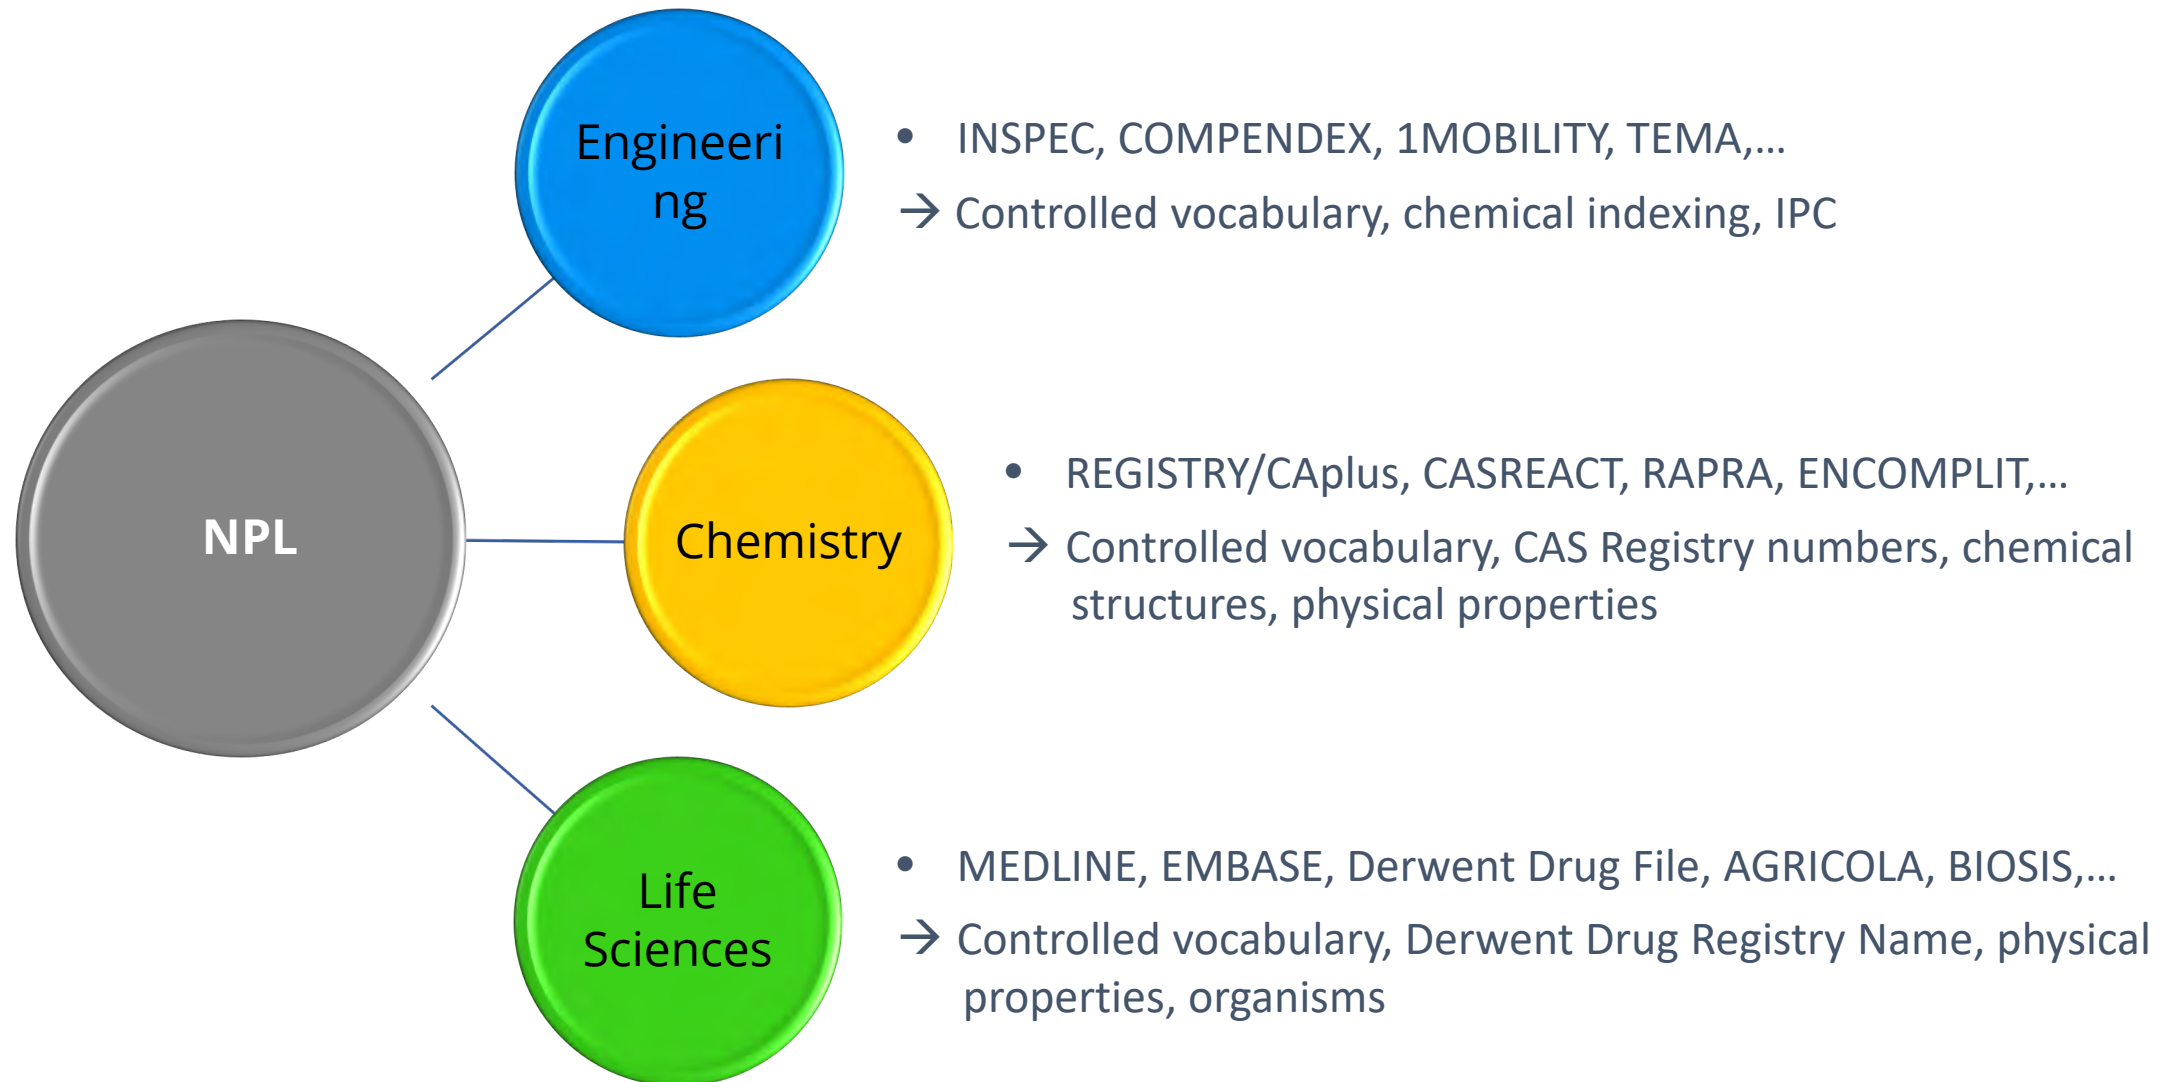 Engineeri
ng
• INSPEC, COMPENDEX, 1MOBILITY, TEMA,...
→ Controlled vocabulary, chemical indexing, IPC
NPL
Chemistry
• REGISTRY/CAplus, CASREACT, RAPRA, ENCOMPLIT,...
→ Controlled vocabulary, CAS Registry numbers, chemical
structures, physical properties
Life
Sciences
• MEDLINE, EMBASE, Derwent Drug File, AGRICOLA, BIOSIS,...
→ Controlled vocabulary, Derwent Drug Registry Name, physical
properties, organisms